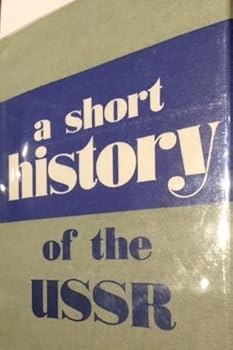 a short
history
of the
USSR